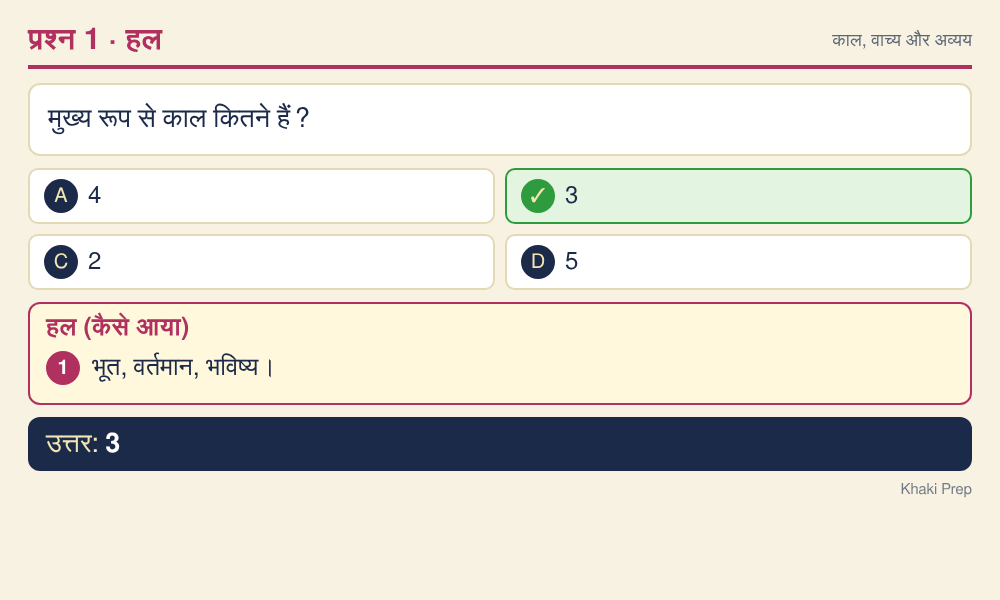 प्रश्न 1 · हल
काल, वाच्य और अव्यय
मुख्य रूप से काल कितने हैं ?
A 4
✓ 3
C 2
D 5
हल (कैसे आया)
1 भूत, वर्तमान, भविष्य।
उत्तर: 3
Khaki Prep